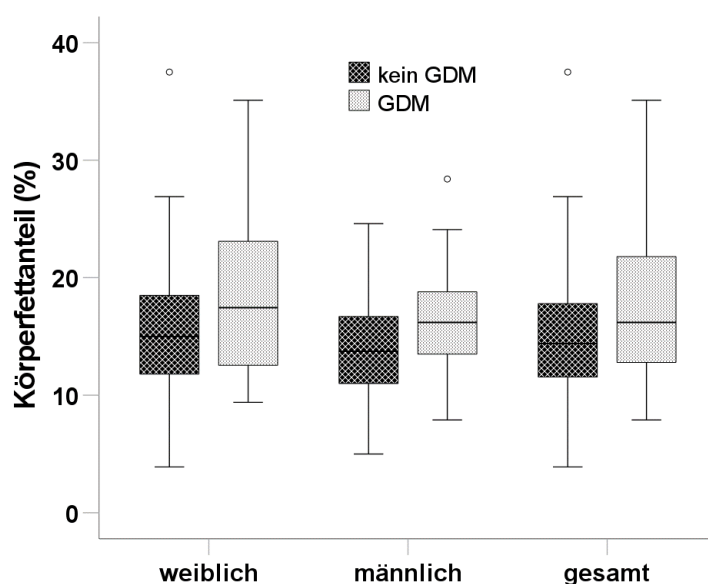 Körperfettanteil (%)
40
30
20
10
0
kein GDM
GDM
weiblich
männlich
gesamt